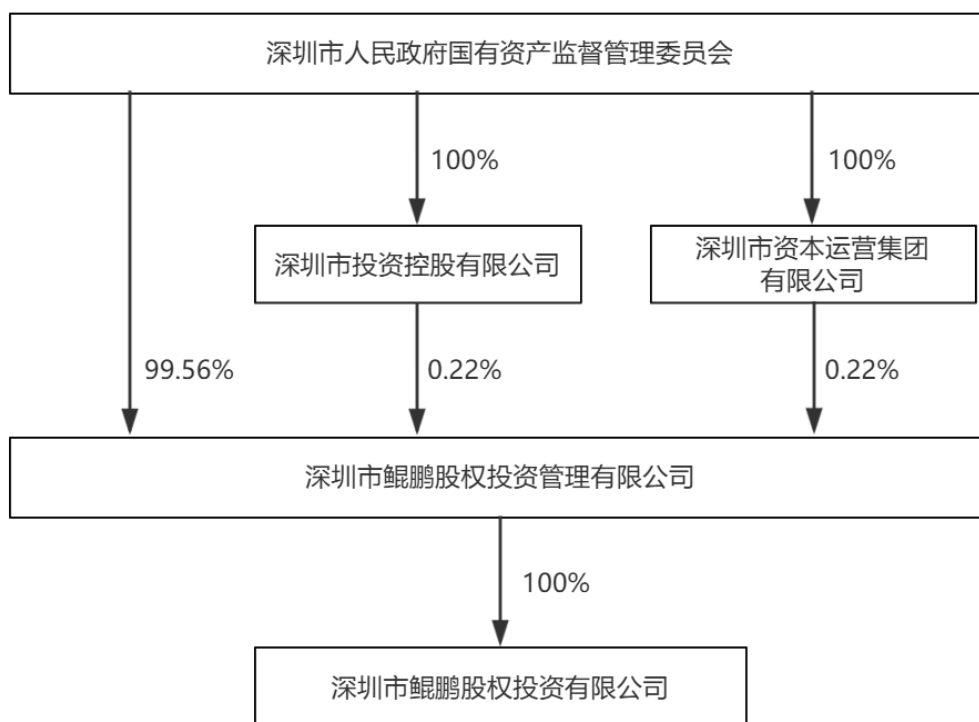 深圳市人民政府国有资产监督管理委员会
100%
100%
深圳市投资控股有限公司
深圳市资本运营集团
有限公司
99.56%
0.22%
0.22%
深圳市鲲鹏股权投资管理有限公司
100%
深圳市鲲鹏股权投资有限公司